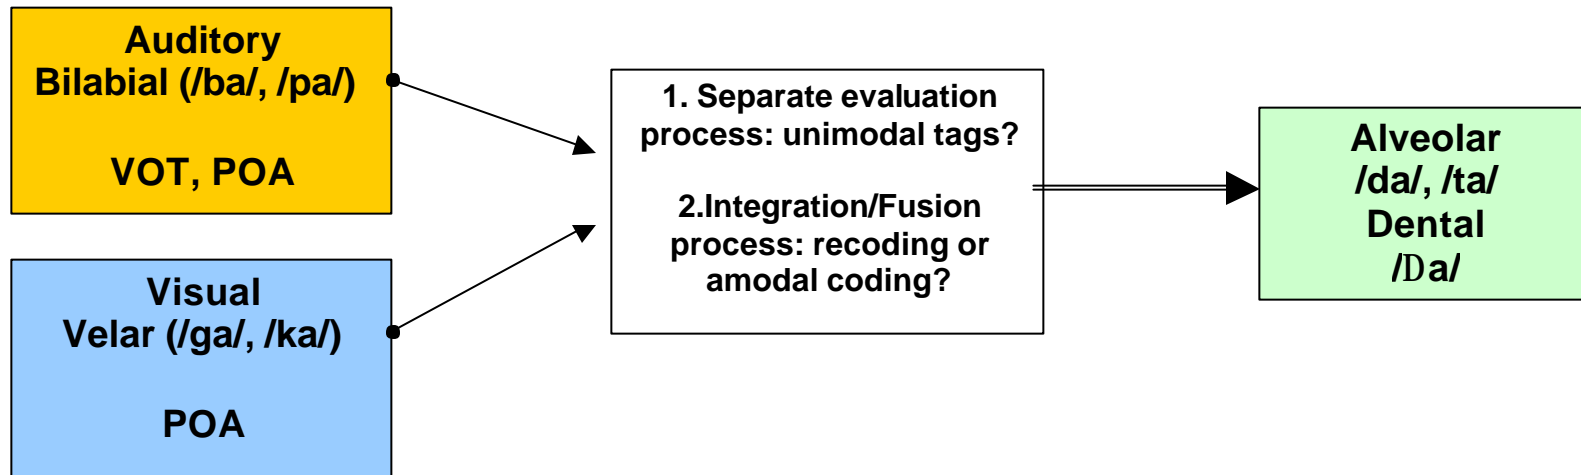 Auditory
Bilabial (/ba/, /pa/)
VOT, POA
Visual
Velar (/ga/, /ka/)
POA
1. Separate evaluation
process: unimodal tags?
2.Integration/Fusion
process: recoding or
amodal coding?
Alveolar
/da/, /ta/
Dental
/Da/